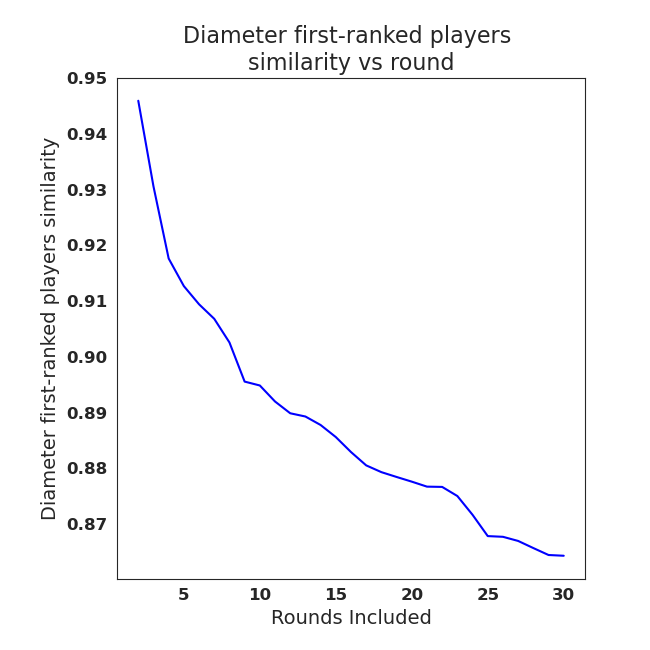 Diameter first-ranked players
similarity vs round
Diameter first-ranked players similarity
0.95
0.94
0.93
0.92
0.91
0.90
0.89
0.88
0.87
5 10 15 20 25 30
Rounds Included